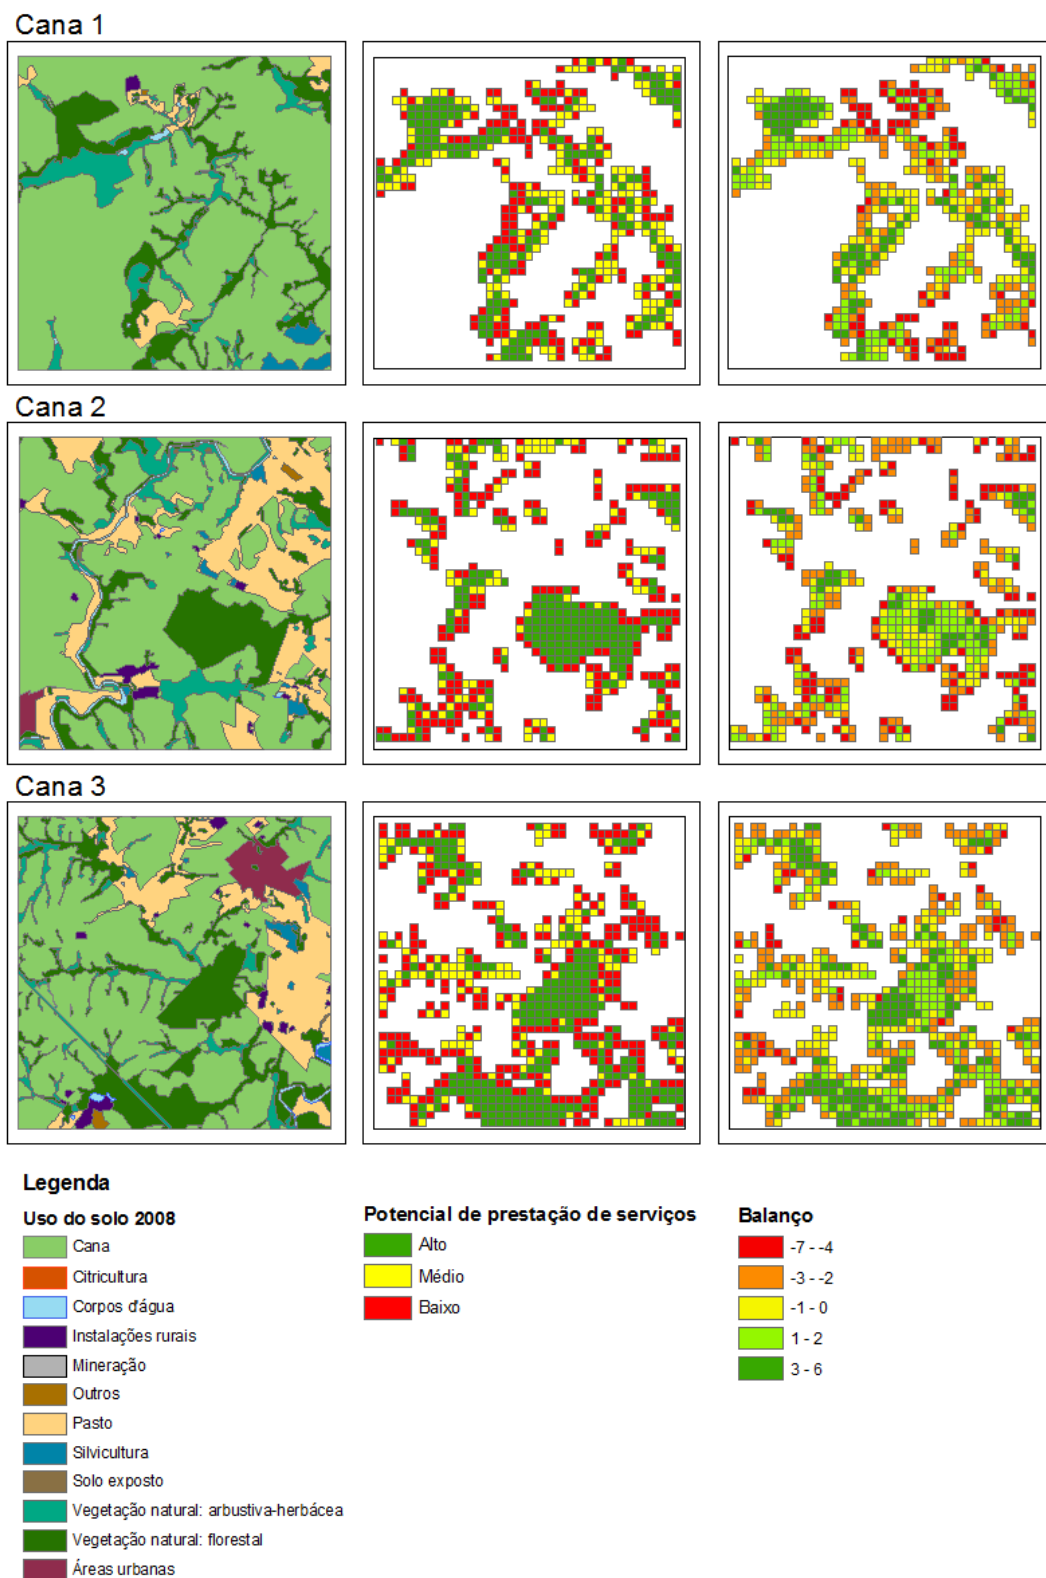 Cana 1
Cana 2
Cana 3
Legenda
Uso do solo 2008
Cana
Citricultura
Corpos d'água
Instalações rurais
Mineração
Outros
Pasto
Silvicultura
Solo exposto
Vegetação natural: arbustiva-herbácea
Vegetação natural: florestal
Áreas urbanas
Potencial de prestação de serviços
Alto
Médio
Baixo
Balanço
-7 - -4
-3 - -2
-1 - 0
1 - 2
3 - 6